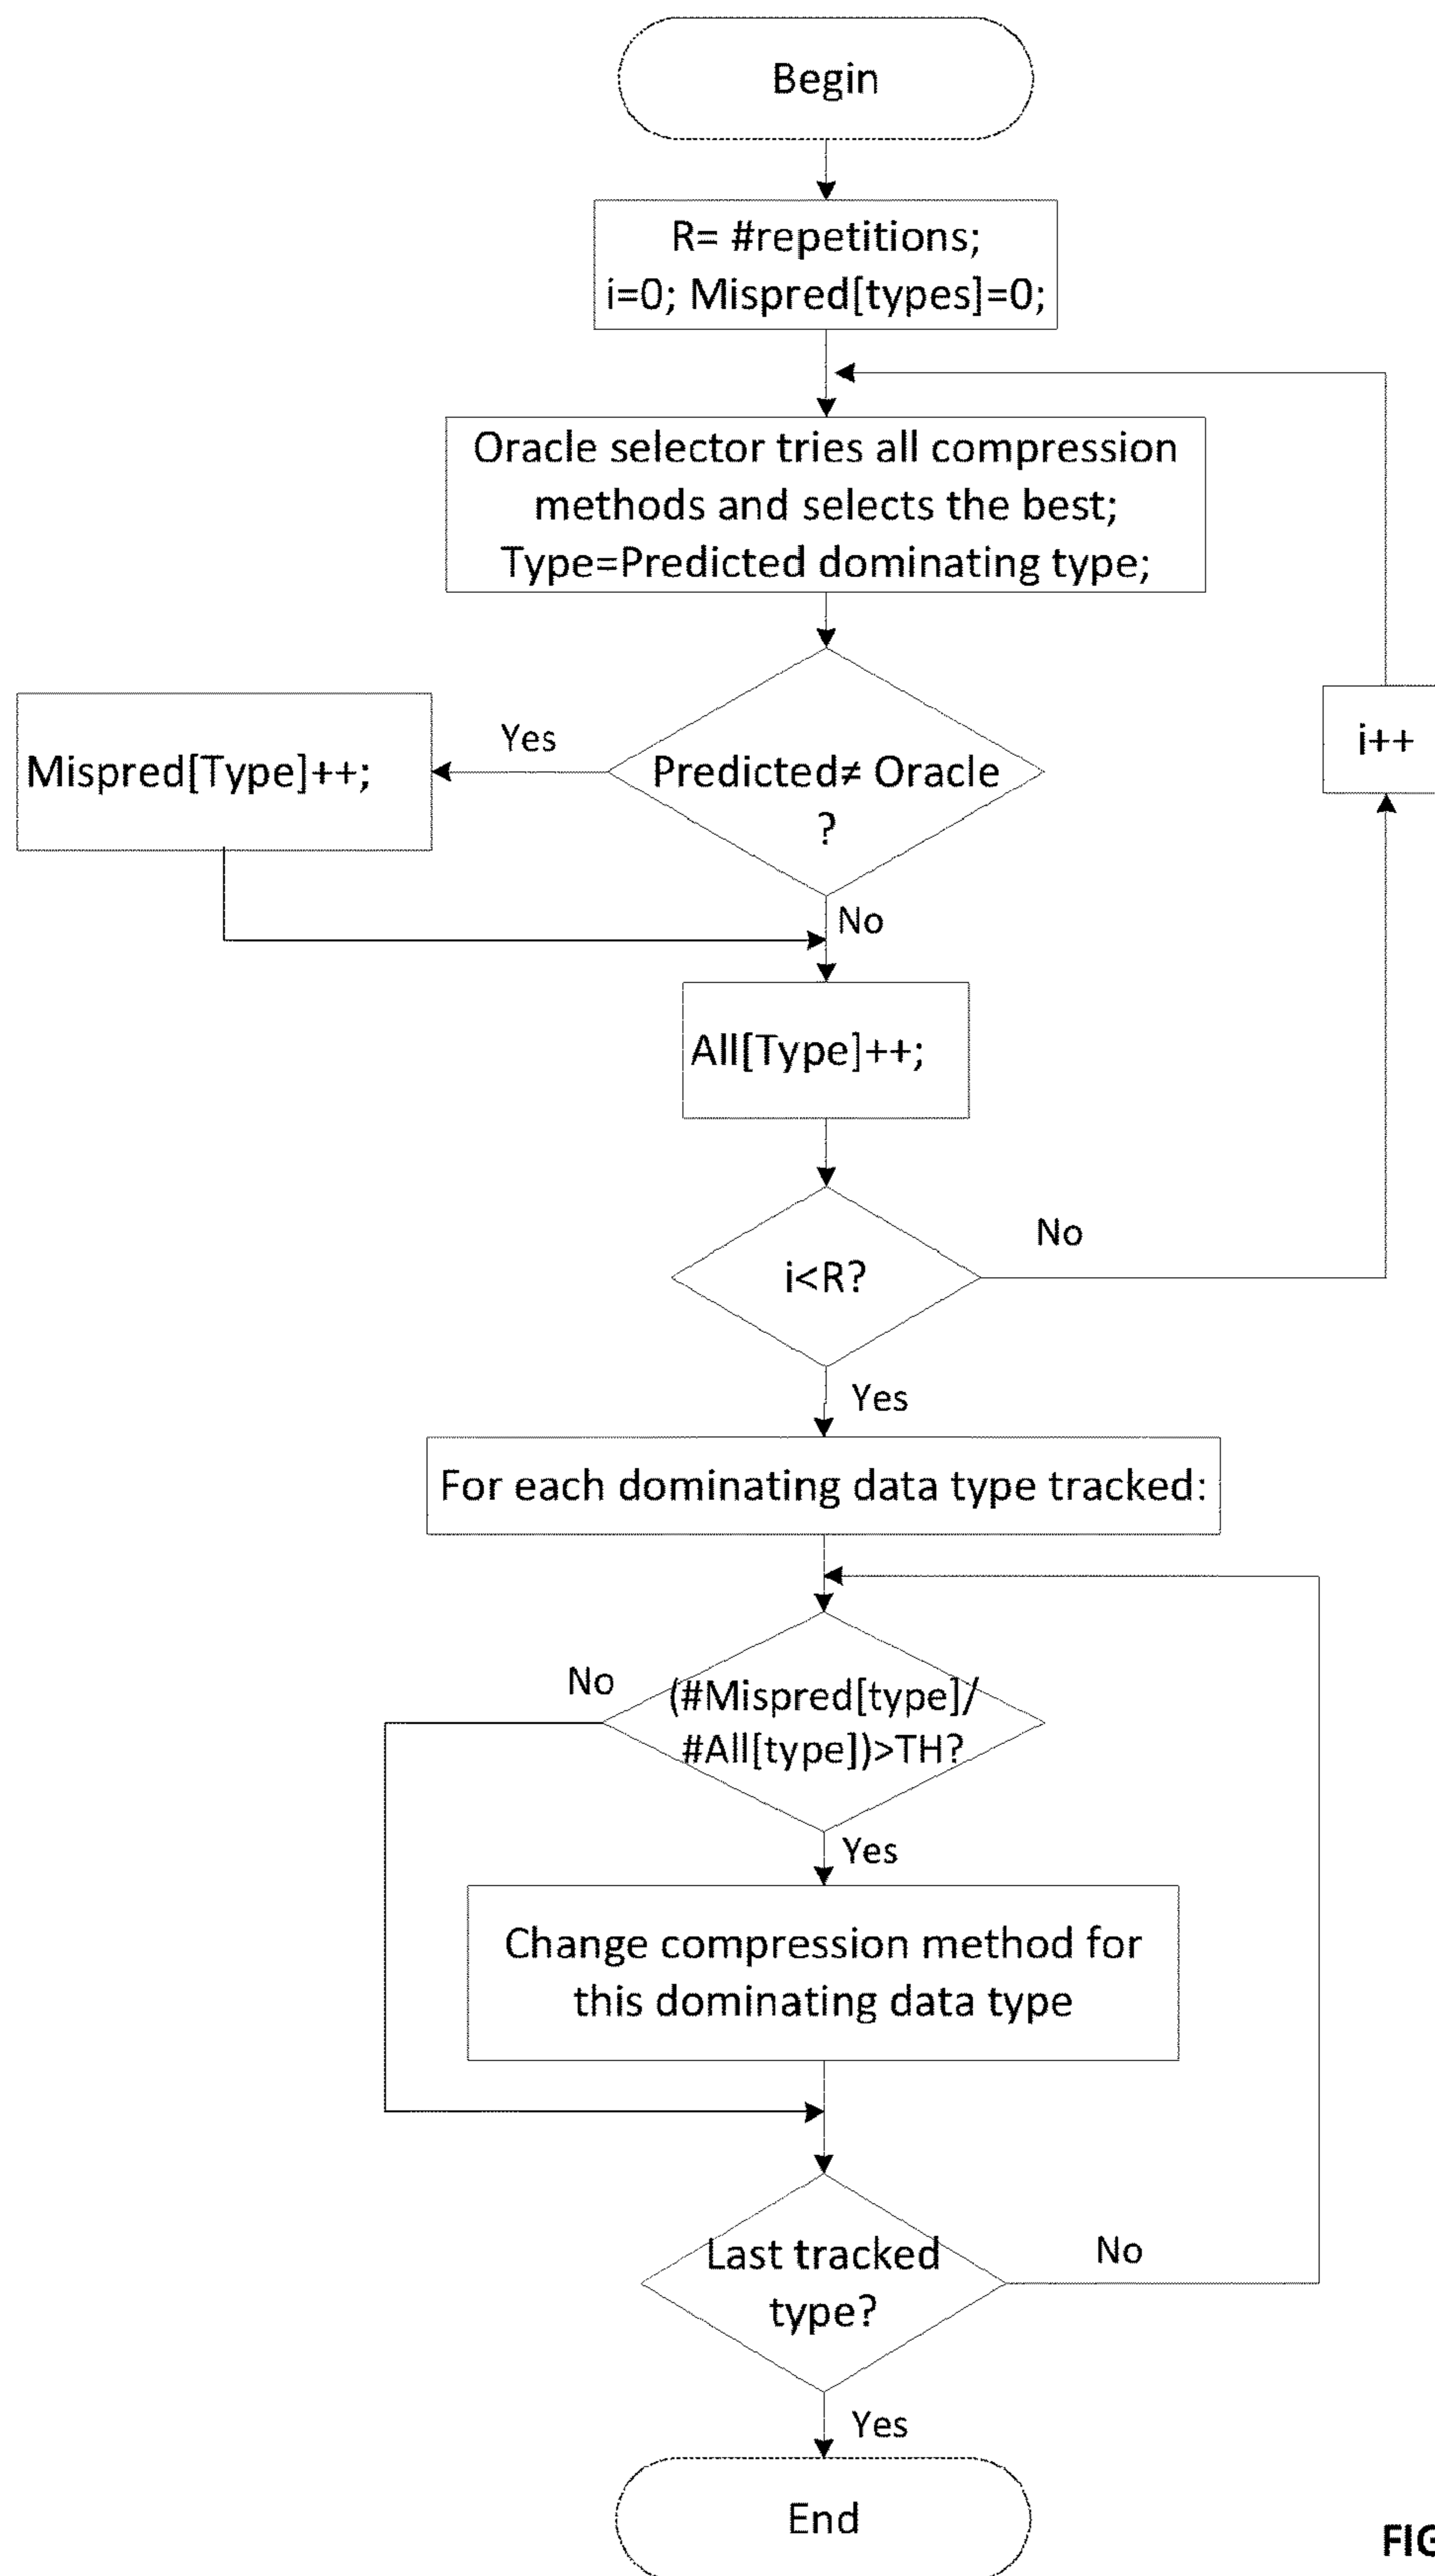 Begin
R= #repetitions;
i=0; Mispred[types]=0;
Oracle selector tries all compression
methods and selects the best;
Type=Predicted dominating type;
Yes
Mispred[Type]++;
Predicted≠ Oracle
?
i++
No
All[Type]++;
No
i<R?
Yes
For each dominating data type tracked:
No
(#Mispred[type]/
#All[type])>TH?
Yes
Change compression method for
this dominating data type
Last tracked
type?
No
Yes
End
FIG